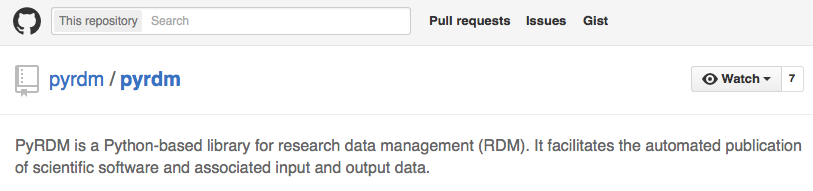 This repository Search Pull requests Issues Gist
pyrdm / pyrdm Watch 7
PyRDM is a Python-based library for research data management (RDM). It facilitates the automated publication
of scientific software and associated input and output data.